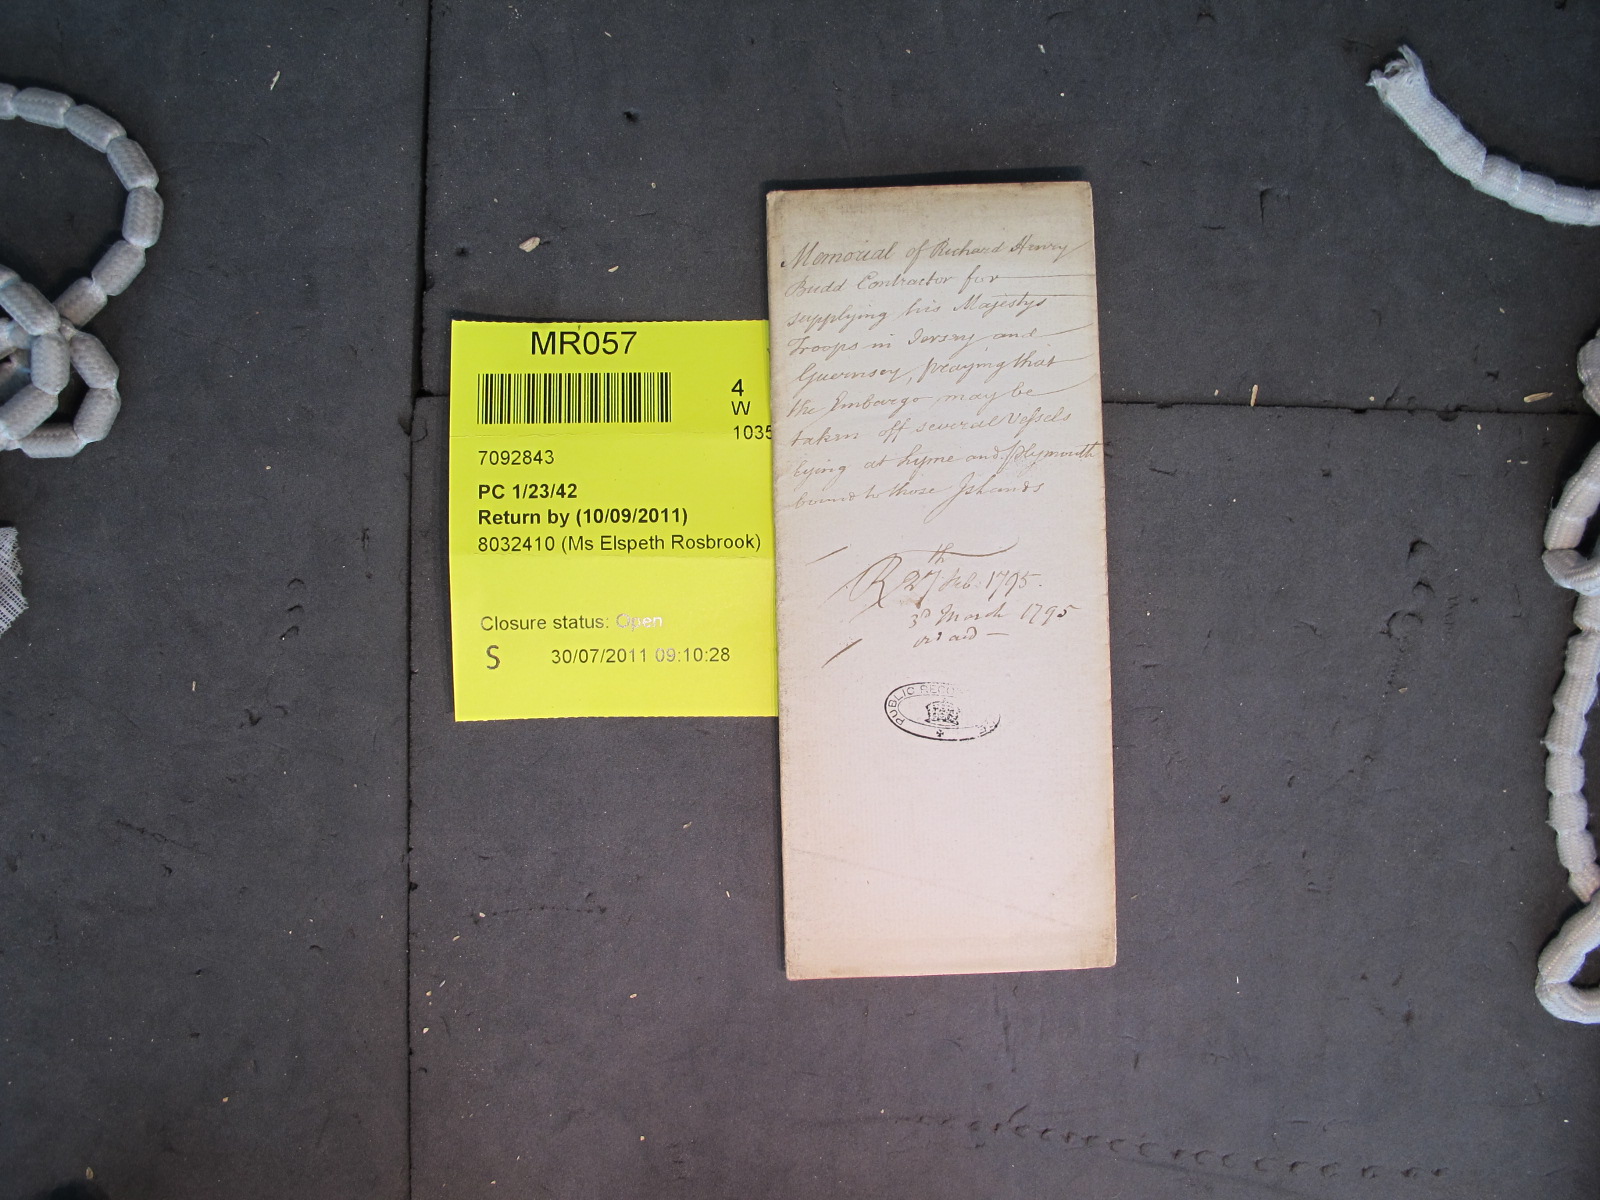 MR057
4
W
1035
7092843
PC 1/23/42
Return by (10/09/2011)
8032410 (Ms Elspeth Rosbrook)
Closure status: Open
S 30/07/2011 09:10:28
Memorial of Richard Henry
Budd Contractor for
supplying his Majestys
Troops in Jersey and
Guernsey, praying that
the Embargo may be
taken off several Vessels
lying at Lyme and Plymouth
bound to those Islands
R 27th Feb. 1795.
3d March 1795
PUBLIC RECO